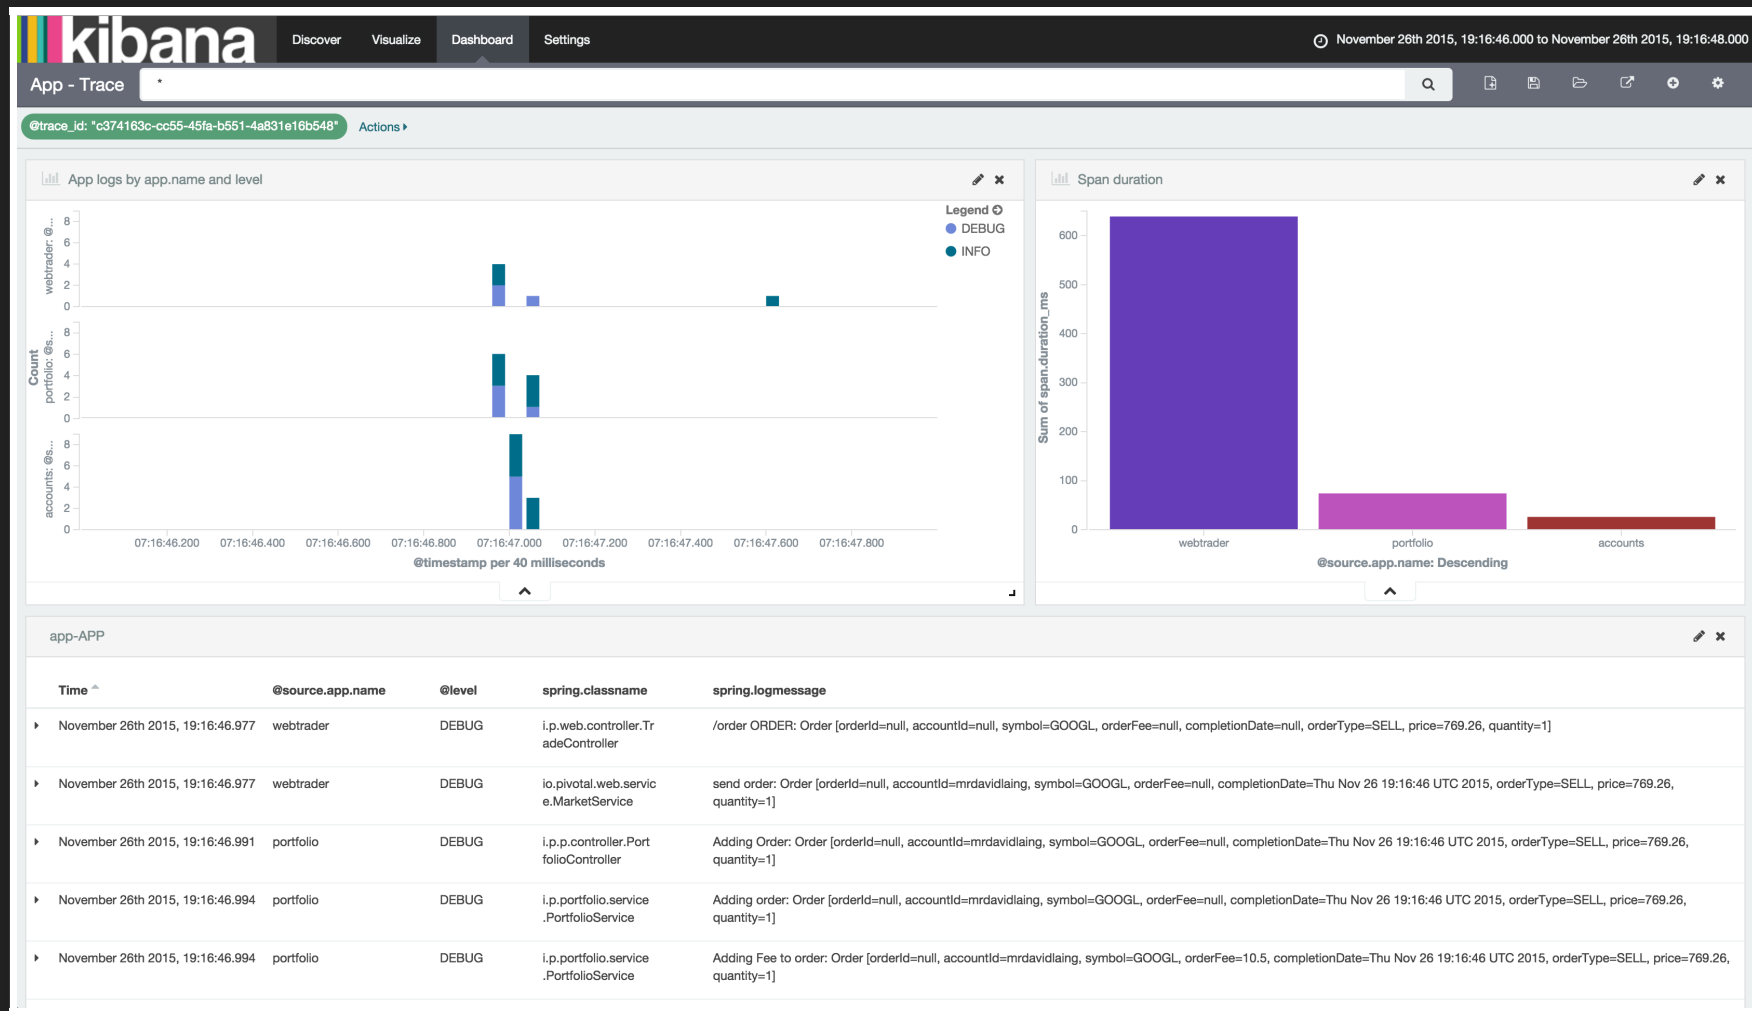 kibana
Discover Visualize Dashboard Settings
November 26th 2015, 19:16:46.000 to November 26th 2015, 19:16:48.000
App - Trace *
@trace_id: "c374163c-cc55-45fa-b551-4a831e16b548" Actions
App logs by app.name and level
Legend
DEBUG
INFO
Count
webtrader: @...
8
6
4
2
0
portfolio: @s...
8
6
4
2
0
accounts: @s...
8
6
4
2
0
07:16:46.200 07:16:46.400 07:16:46.600 07:16:46.800 07:16:47.000 07:16:47.200 07:16:47.400 07:16:47.600 07:16:47.800
@timestamp per 40 milliseconds
Span duration
Sum of span.duration_ms
600
500
400
300
200
100
0
webtrader portfolio accounts
@source.app.name: Descending
app-APP
Time @source.app.name @level spring.classname spring.logmessage
November 26th 2015, 19:16:46.977 webtrader DEBUG i.p.web.controller.Tr /order ORDER: Order [orderId=null, accountId=null, symbol=GOOGL, orderFee=null, completionDate=null, orderType=SELL, price=769.26, quantity=1]
adeController
November 26th 2015, 19:16:46.977 webtrader DEBUG io.pivotal.web.servic send order: Order [orderId=null, accountId=mrdavidlaing, symbol=GOOGL, orderFee=null, completionDate=Thu Nov 26 19:16:46 UTC 2015, orderType=SELL, price=769.26,
e.MarketService quantity=1]
November 26th 2015, 19:16:46.991 portfolio DEBUG i.p.p.controller.Port Adding Order: Order [orderId=null, accountId=mrdavidlaing, symbol=GOOGL, orderFee=null, completionDate=Thu Nov 26 19:16:46 UTC 2015, orderType=SELL, price=769.26,
folioController quantity=1]
November 26th 2015, 19:16:46.994 portfolio DEBUG i.p.portfolio.service Adding order: Order [orderId=null, accountId=mrdavidlaing, symbol=GOOGL, orderFee=null, completionDate=Thu Nov 26 19:16:46 UTC 2015, orderType=SELL, price=769.26,
.PortfolioService quantity=1]
November 26th 2015, 19:16:46.994 portfolio DEBUG i.p.portfolio.service Adding Fee to order: Order [orderId=null, accountId=mrdavidlaing, symbol=GOOGL, orderFee=10.5, completionDate=Thu Nov 26 19:16:46 UTC 2015, orderType=SELL, price=769.26,
.PortfolioService quantity=1]